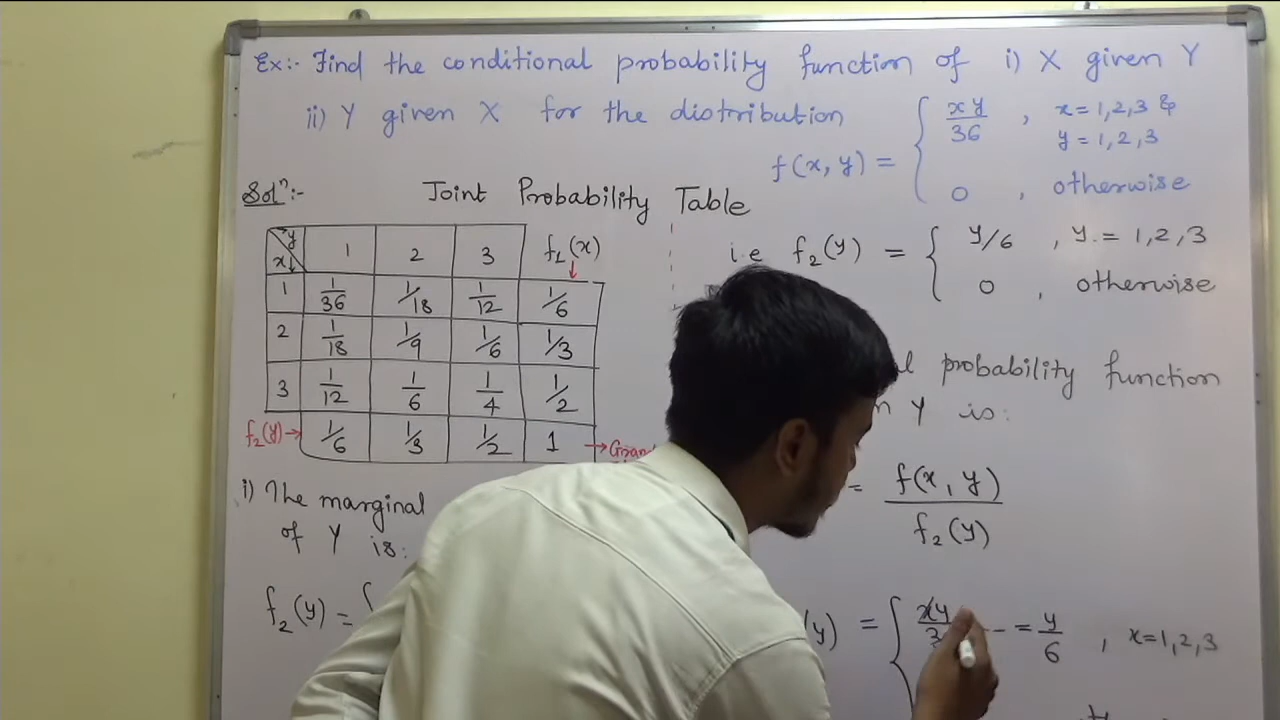 Ex:- Find the conditional probability function of i) X given Y
ii) Y given X for the distribution
f(x, y) = { xy/36 , x = 1,2,3 & y = 1,2,3
0 , otherwise
Solⁿ:- Joint Probability Table
y 1 2 3 f₁(x)
x
1 1/36 1/18 1/12 1/6
2 1/18 1/9 1/6 1/3
3 1/12 1/6 1/4 1/2
f₂(y) → 1/6 1/3 1/2 1 →
i) The marginal
of Y is:
f₂(y) = {
i.e f₂(y) = { y/6 , y = 1,2,3
0 , otherwise
probability function
Y is:
= f(x, y)/f₂(y)
y) = { xy = y/6 , x = 1,2,3